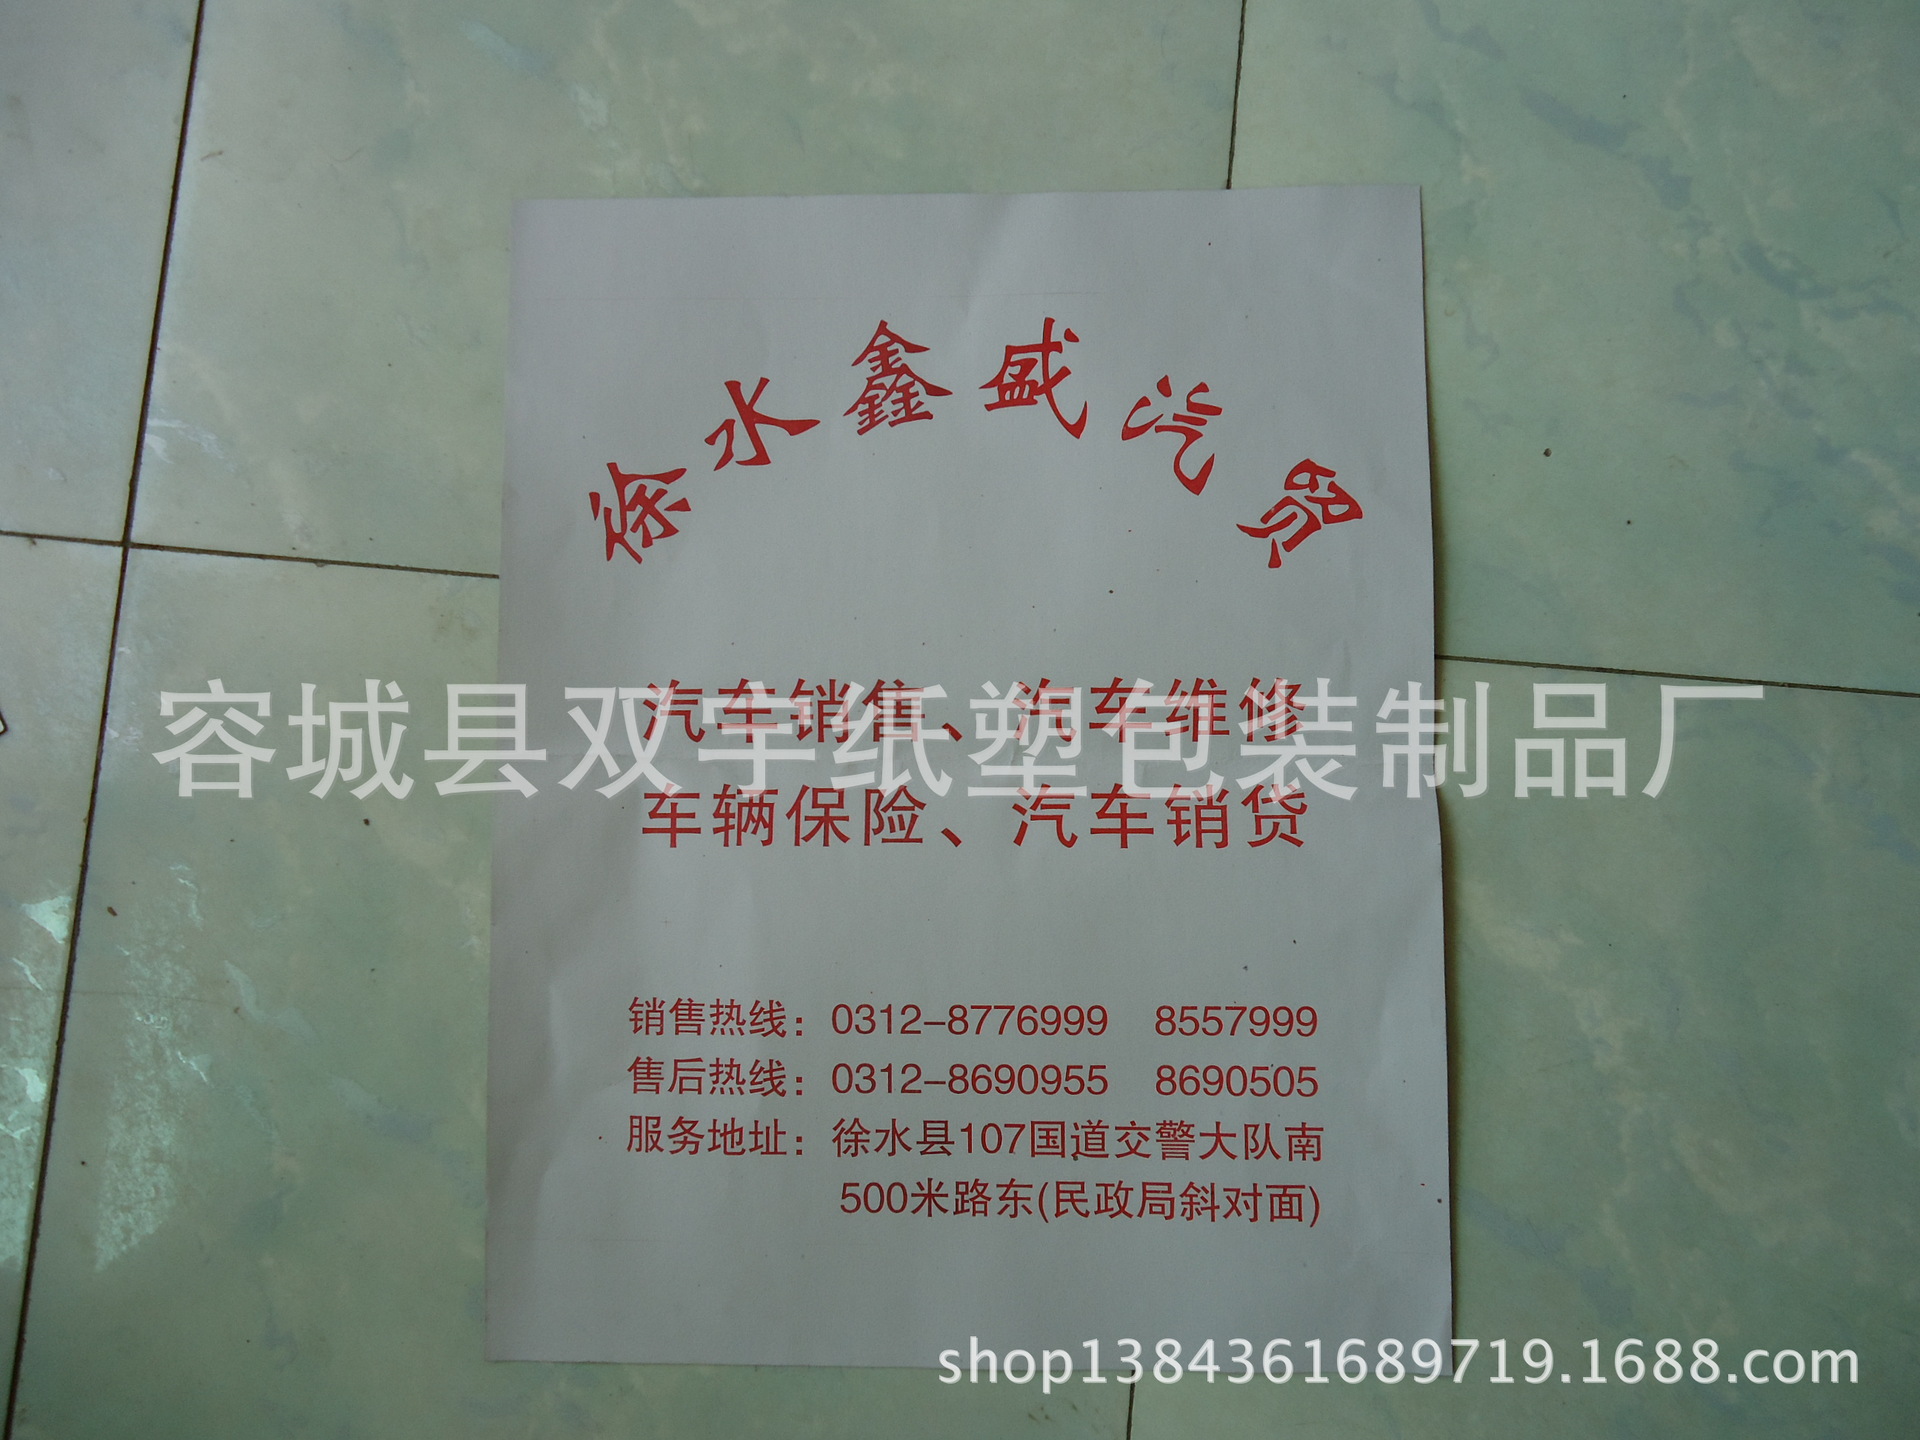 徐水鑫盛汽贸
汽车销售、汽车维修
容城县双宇纸塑包装制品厂
车辆保险、汽车销贷
销售热线：0312-8776999 8557999
售后热线：0312-8690955 8690505
服务地址：徐水县107国道交警大队南
500米路东(民政局斜对面)
shop1384361689719.1688.com